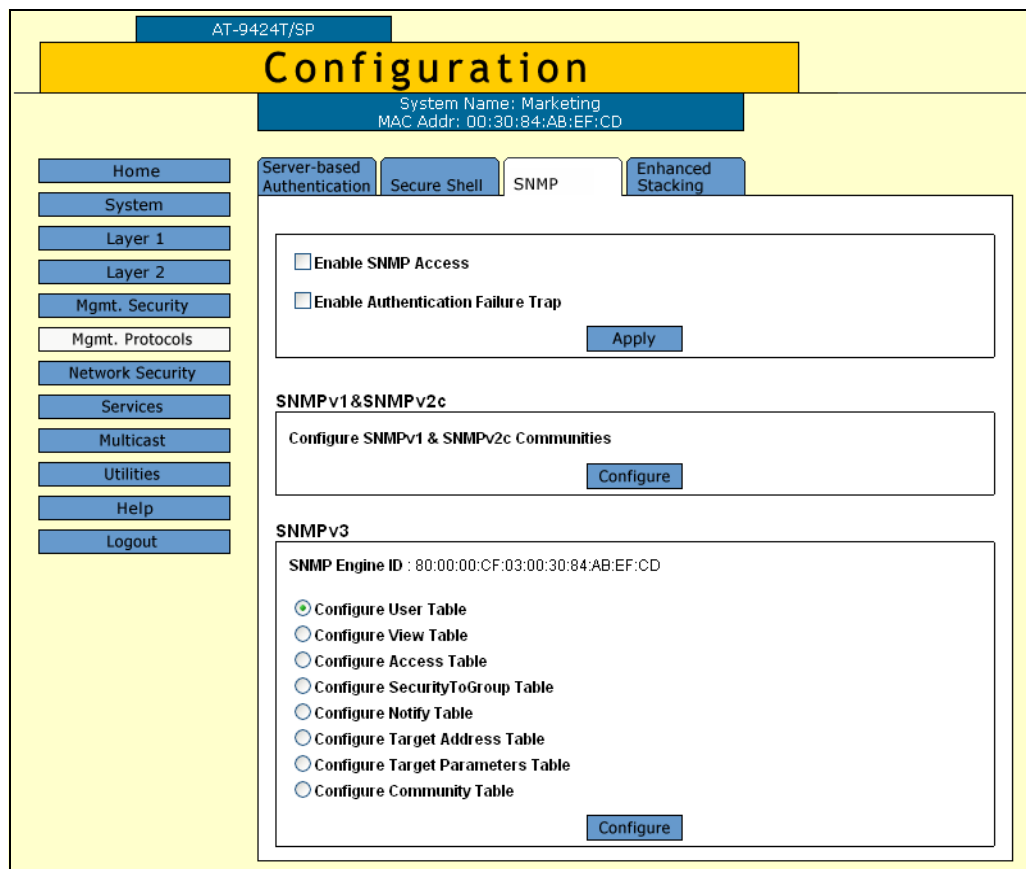 AT-9424T/SP
Configuration
System Name: Marketing
MAC Addr: 00:30:84:AB:EF:CD
Home
System
Layer 1
Layer 2
Mgmt. Security
Mgmt. Protocols
Network Security
Services
Multicast
Utilities
Help
Logout
Server-based
Authentication
Secure Shell
SNMP
Enhanced
Stacking
Enable SNMP Access
Enable Authentication Failure Trap
Apply
SNMPv1&SNMPv2c
Configure SNMPv1 & SNMPv2c Communities
Configure
SNMPv3
SNMP Engine ID : 80:00:00:CF:03:00:30:84:AB:EF:CD
Configure User Table
Configure View Table
Configure Access Table
Configure SecurityToGroup Table
Configure Notify Table
Configure Target Address Table
Configure Target Parameters Table
Configure Community Table
Configure